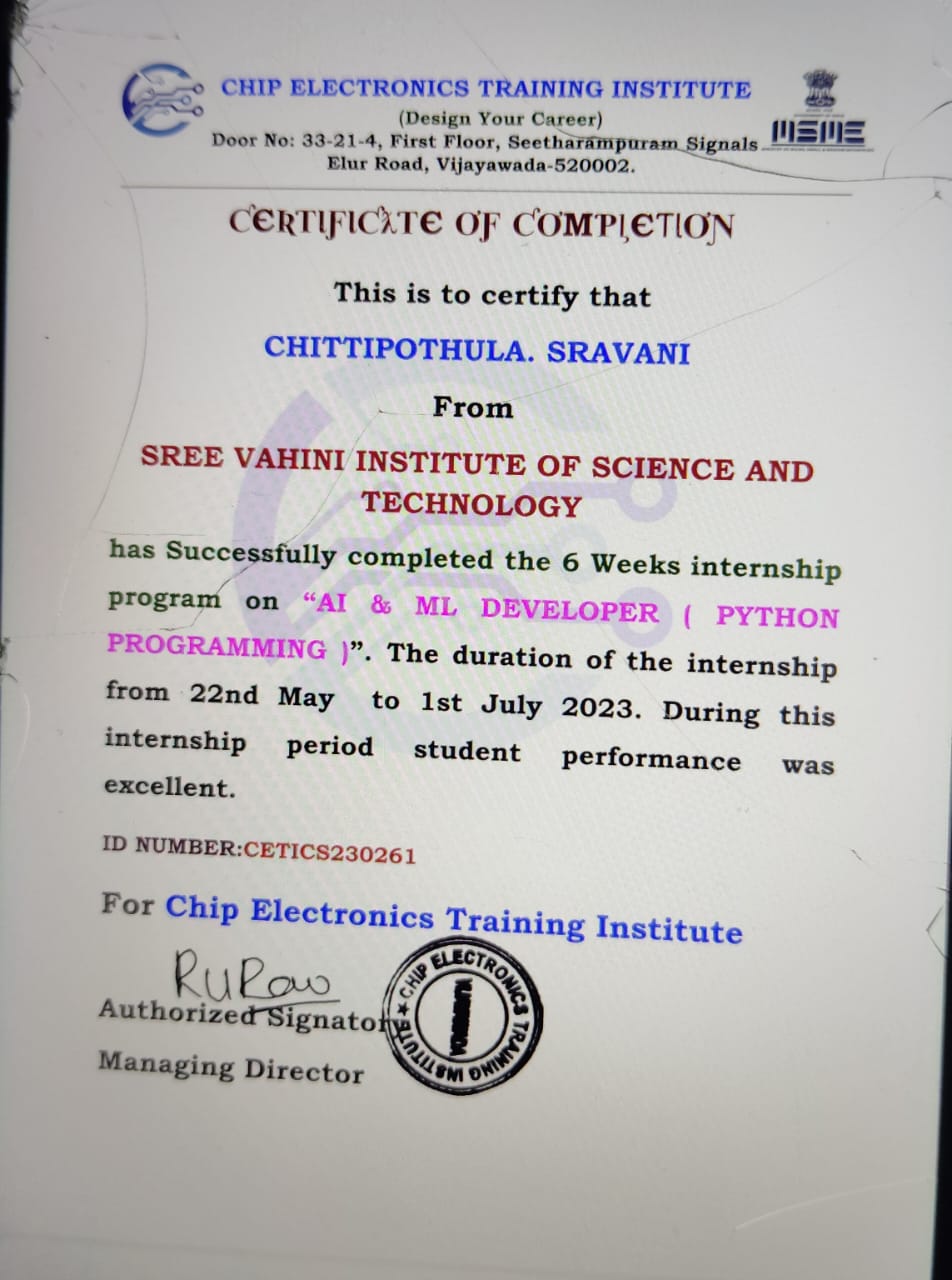 CHIP ELECTRONICS TRAINING INSTITUTE
(Design Your Career)
Door No: 33-21-4, First Floor, Seetharampuram Signals
Elur Road, Vijayawada-520002.
MSME
CERTIFICATE OF COMPLETION
This is to certify that
CHITTIPOTHULA. SRAVANI
From
SREE VAHINI INSTITUTE OF SCIENCE AND
TECHNOLOGY
has Successfully completed the 6 Weeks internship
program on “AI & ML DEVELOPER ( PYTHON
PROGRAMMING )”. The duration of the internship
from 22nd May to 1st July 2023. During this
internship period student performance was
excellent.
ID NUMBER:CETICS230261
For Chip Electronics Training Institute
RURao
Authorized Signatory
Managing Director
CHIP ELECTRONICS TRAINING INSTITUTE